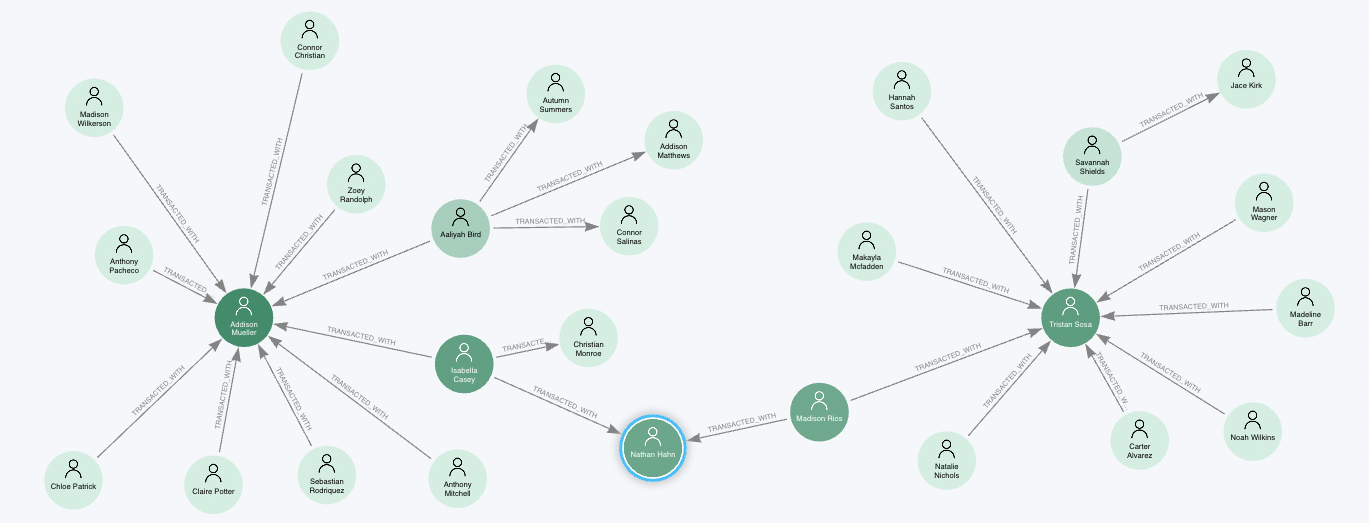 Connor
Christian
Madison
Wilkerson
Autumn
Summers
Addison
Matthews
Zoey
Randolph
Aaliyah Bird
Connor
Salinas
Anthony
Pacheco
Addison
Mueller
Isabella
Casey
Christian
Monroe
Chloe Patrick
Claire Potter
Sebastian
Rodriquez
Anthony
Mitchell
Nathan Hahn
Madison Rios
Hannah
Santos
Jace Kirk
Savannah
Shields
Mason
Wagner
Makayla
Mcfadden
Tristan Sosa
Madeline
Barr
Natalie
Nichols
Carter
Alvarez
Noah Wilkins
TRANSACTED_WITH
TRANSACTED_WITH
TRANSACTED_WITH
TRANSACTED_WITH
TRANSACTED_WITH
TRANSACTED_WITH
TRANSACTED_WITH
TRANSACTED_
TRANSACTED_WITH
TRANSACTE_
TRANSACTED_WITH
TRANSACTED_WITH
TRANSACTED_WITH
TRANSACTED_WITH
TRANSACTED_WITH
TRANSACTED_WITH
TRANSACTED_WITH
TRANSACTED_WITH
TRANSACTED_WITH
TRANSACTED_WITH
TRANSACTED_WITH
TRANSACTED_WITH
TRANSACTED_WITH
TRANSACTED_WITH
TRANSACTED_W...
TRANSACTED_WITH